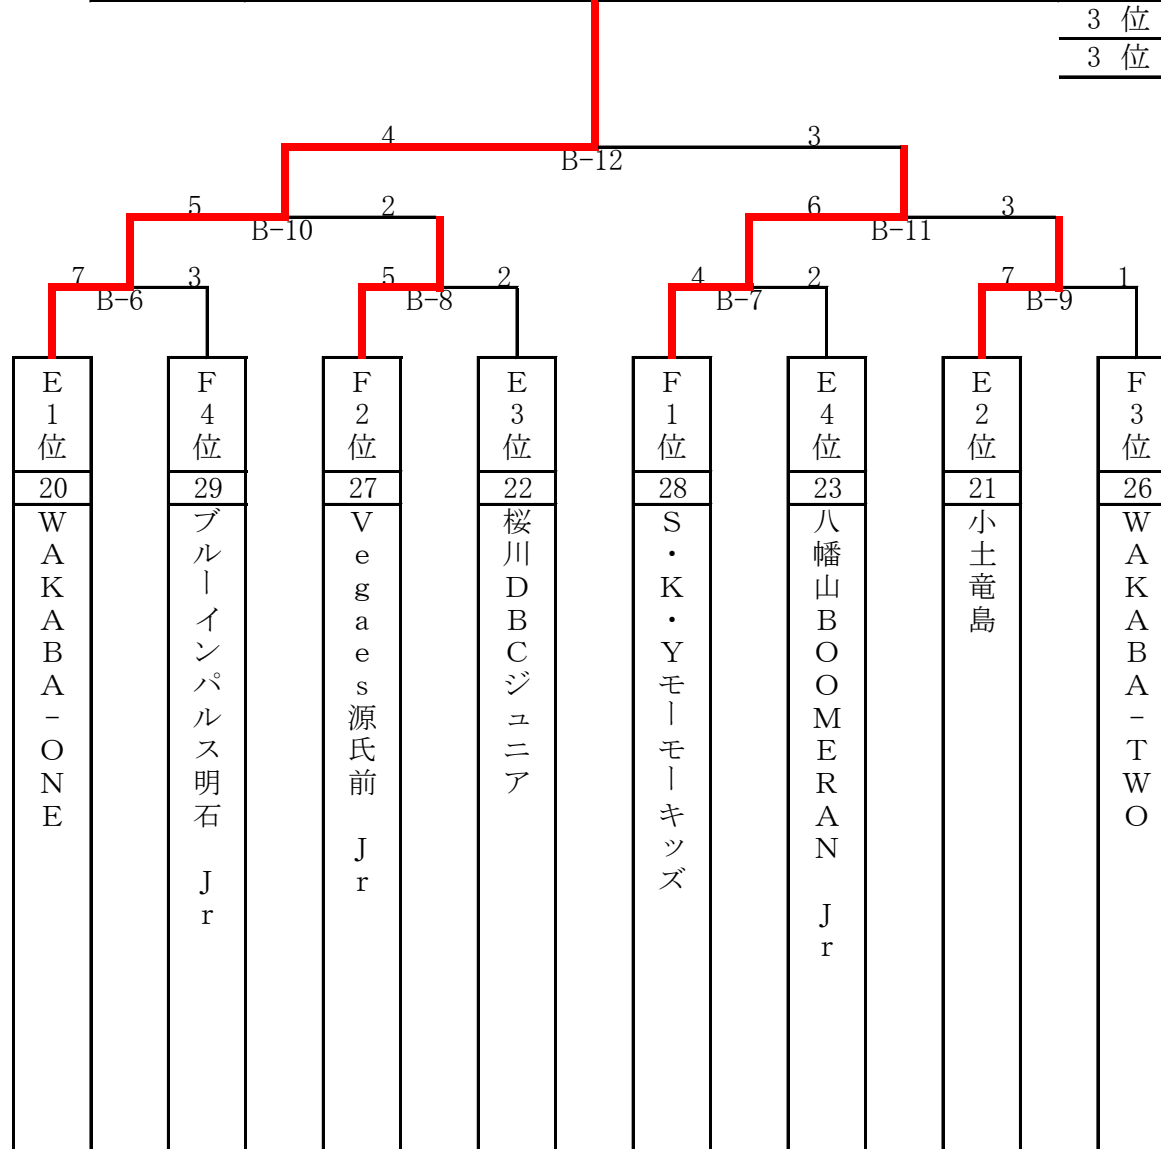 3 位
3 位
4 3
B-12
5 2 6 3
B-10 B-11
7 3 5 2 4 2 7 1
B-6 B-8 B-7 B-9
E1位
20
WAKABA-ONE
F4位
29
ブルーインパルス明石 Jr
F2位
27
Vegaes源氏前 Jr
E3位
22
桜川DBCジュニア
F1位
28
S・K・Yモーモーキッズ
E4位
23
八幡山BOOMERAN Jr
E2位
21
小土竜島
F3位
26
WAKABA-TWO